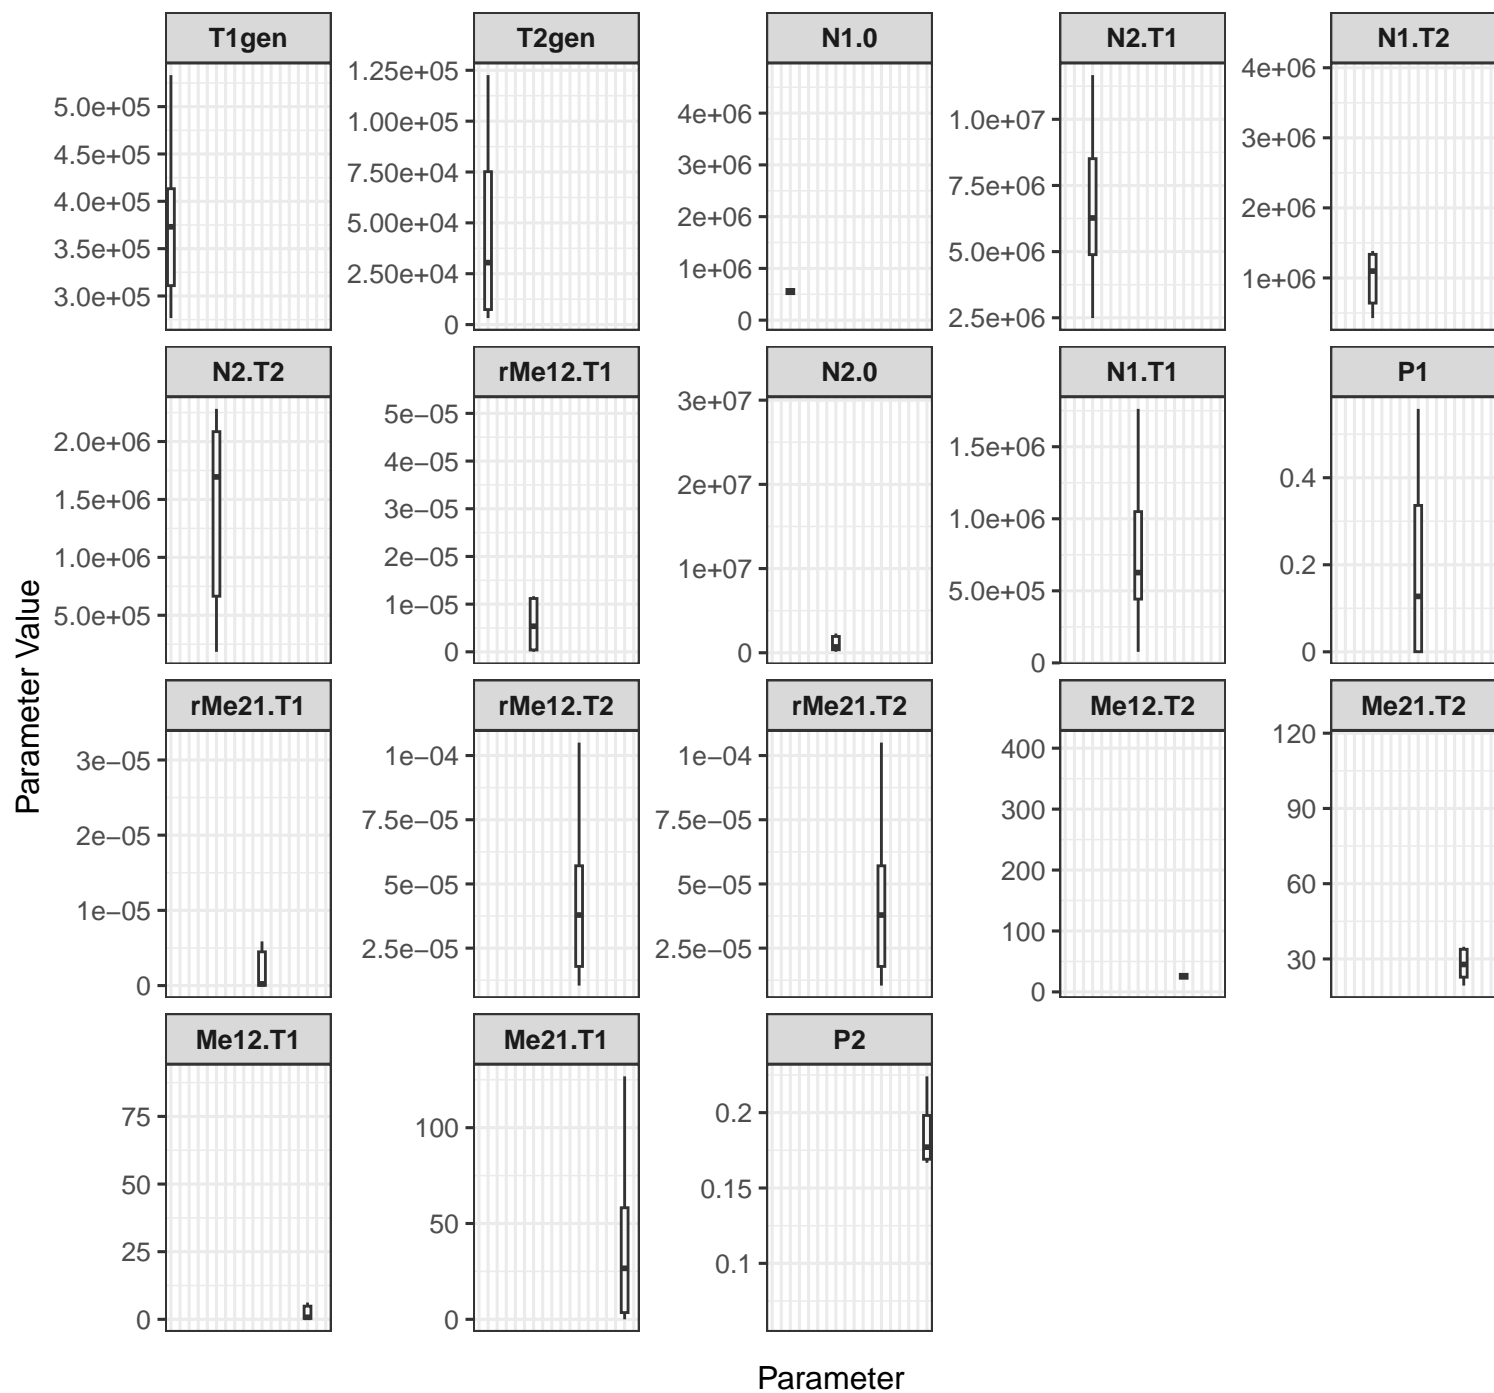 T1gen T2gen N1.0 N2.T1 N1.T2
5.0e+05
4.5e+05
4.0e+05
3.5e+05
3.0e+05
1.25e+05
1.00e+05
7.50e+04
5.00e+04
2.50e+04
0
4e+06
3e+06
2e+06
1e+06
0
1.0e+07
7.5e+06
5.0e+06
2.5e+06
4e+06
3e+06
2e+06
1e+06
N2.T2 rMe12.T1 N2.0 N1.T1 P1
2.0e+06
1.5e+06
1.0e+06
5.0e+05
5e−05
4e−05
3e−05
2e−05
1e−05
0
3e+07
2e+07
1e+07
0
1.5e+06
1.0e+06
5.0e+05
0
0.4
0.2
0
Parameter Value
rMe21.T1 rMe12.T2 rMe21.T2 Me12.T2 Me21.T2
3e−05
2e−05
1e−05
0
1e−04
7.5e−05
5e−05
2.5e−05
1e−04
7.5e−05
5e−05
2.5e−05
400
300
200
100
0
120
90
60
30
Me12.T1 Me21.T1 P2
75
50
25
0
100
50
0
0.2
0.15
0.1
Parameter